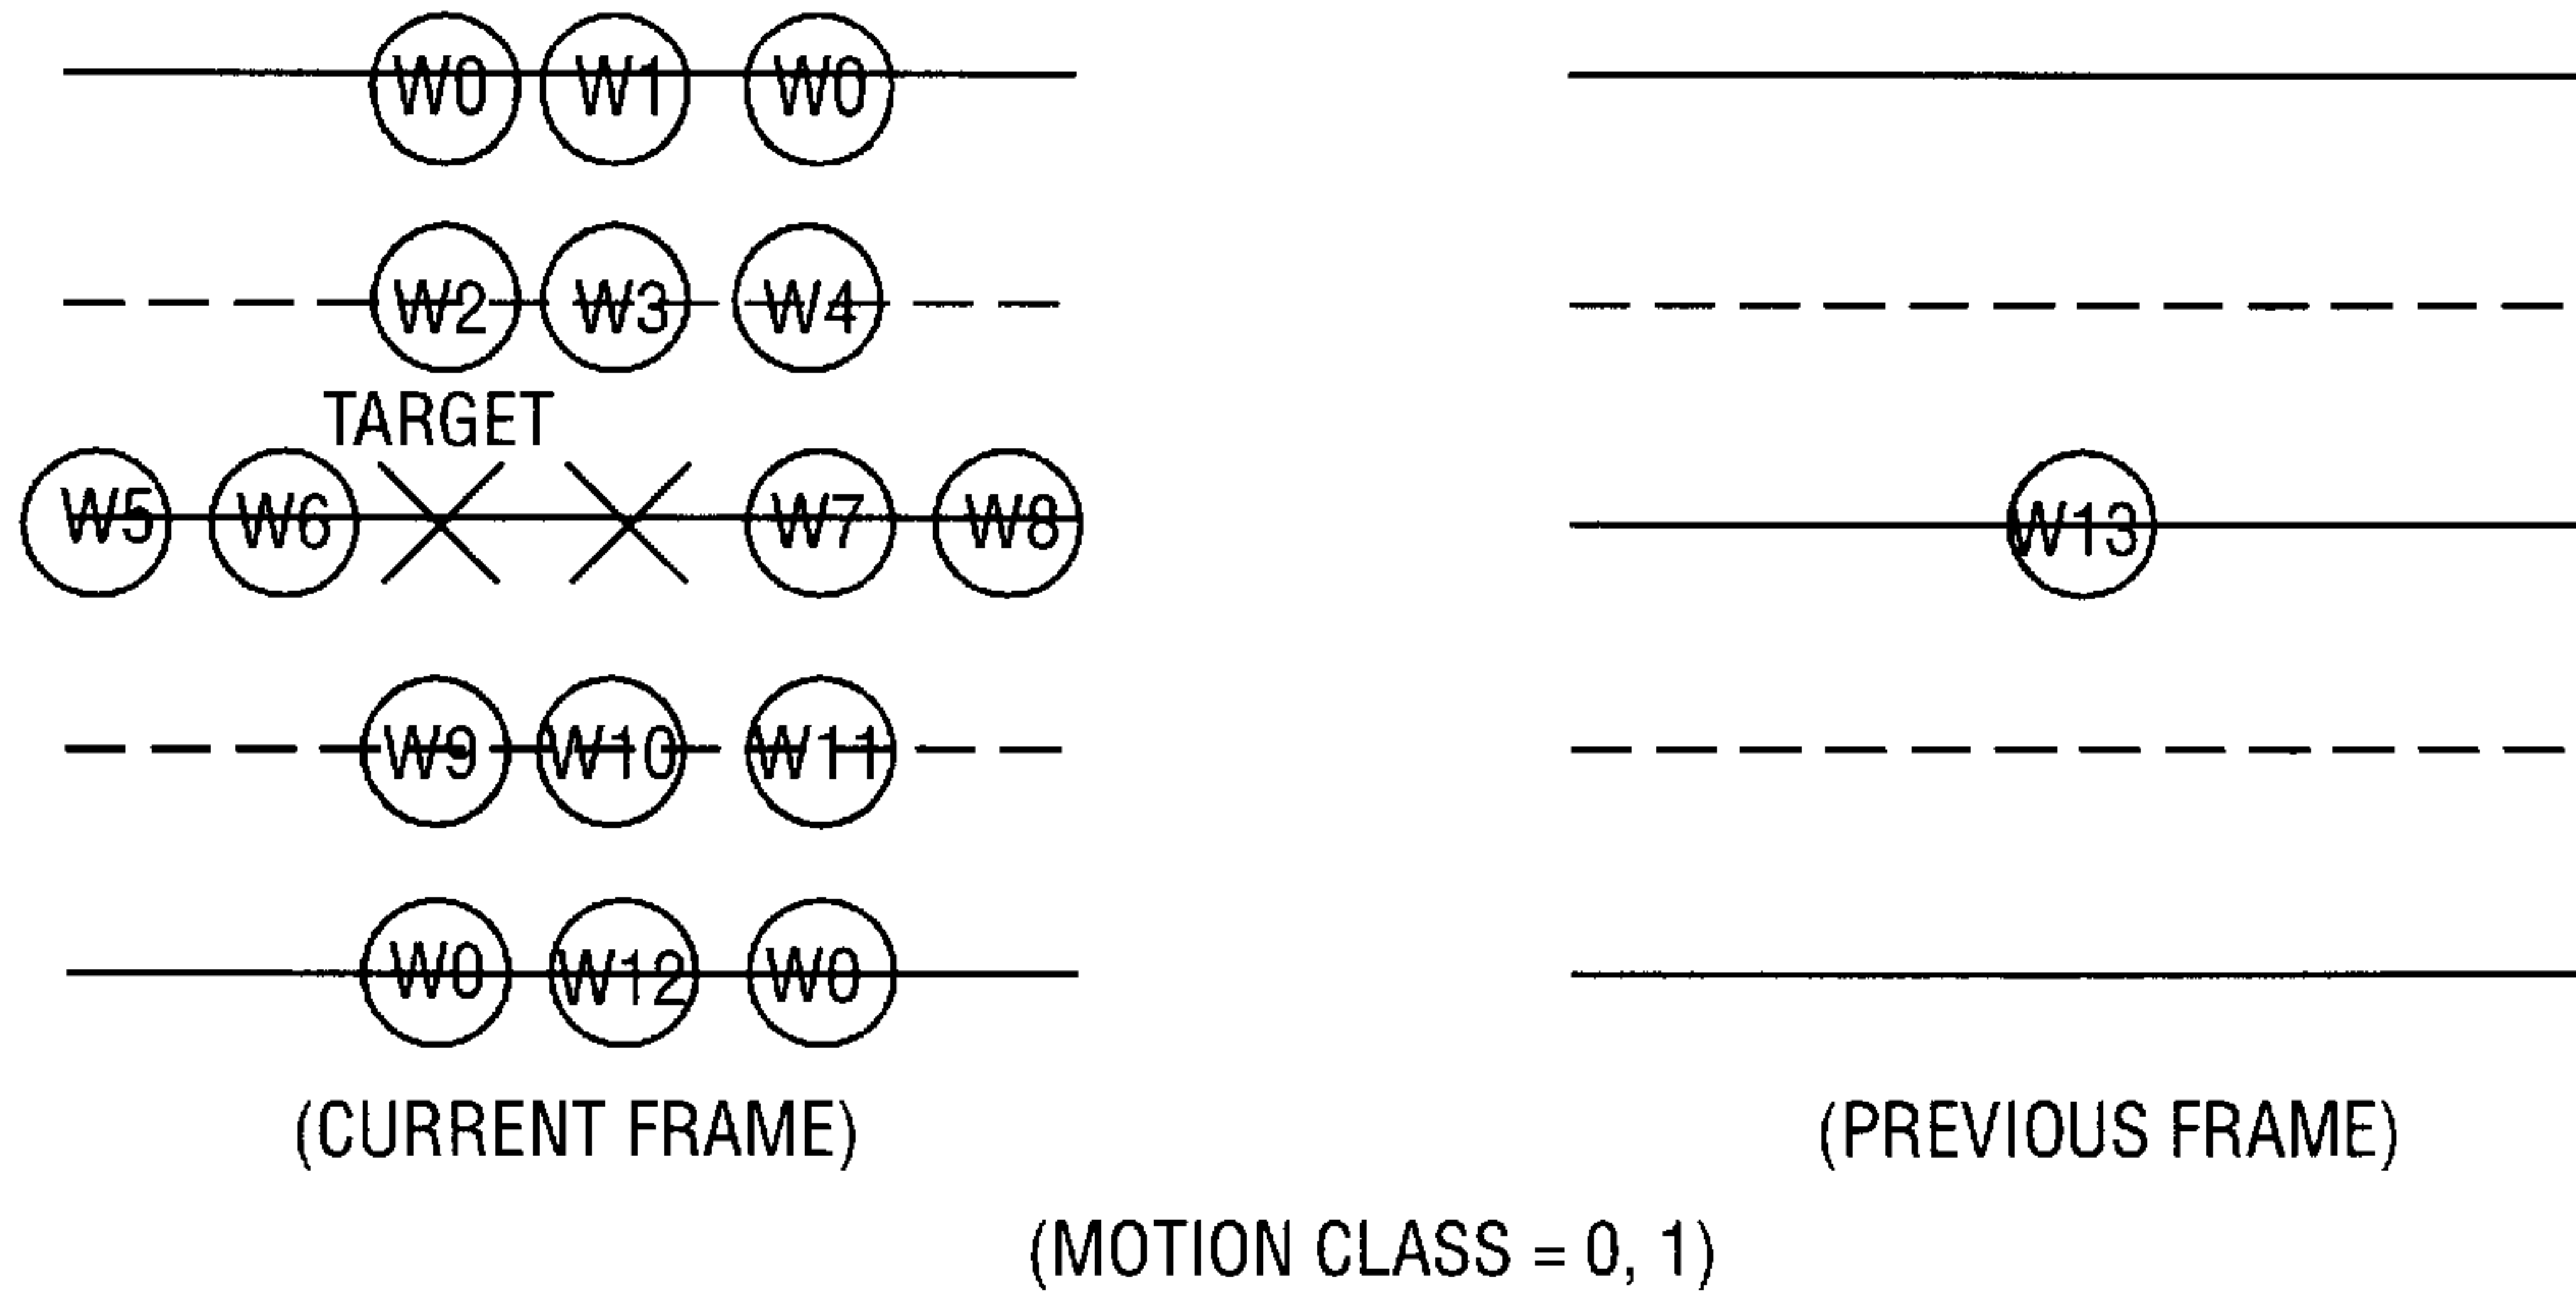 W0 W1 W0
W2 W3 W4
TARGET
W5 W6 W7 W8 W13
W9 W10 W11
W0 W12 W0
(CURRENT FRAME) (PREVIOUS FRAME)
(MOTION CLASS = 0, 1)